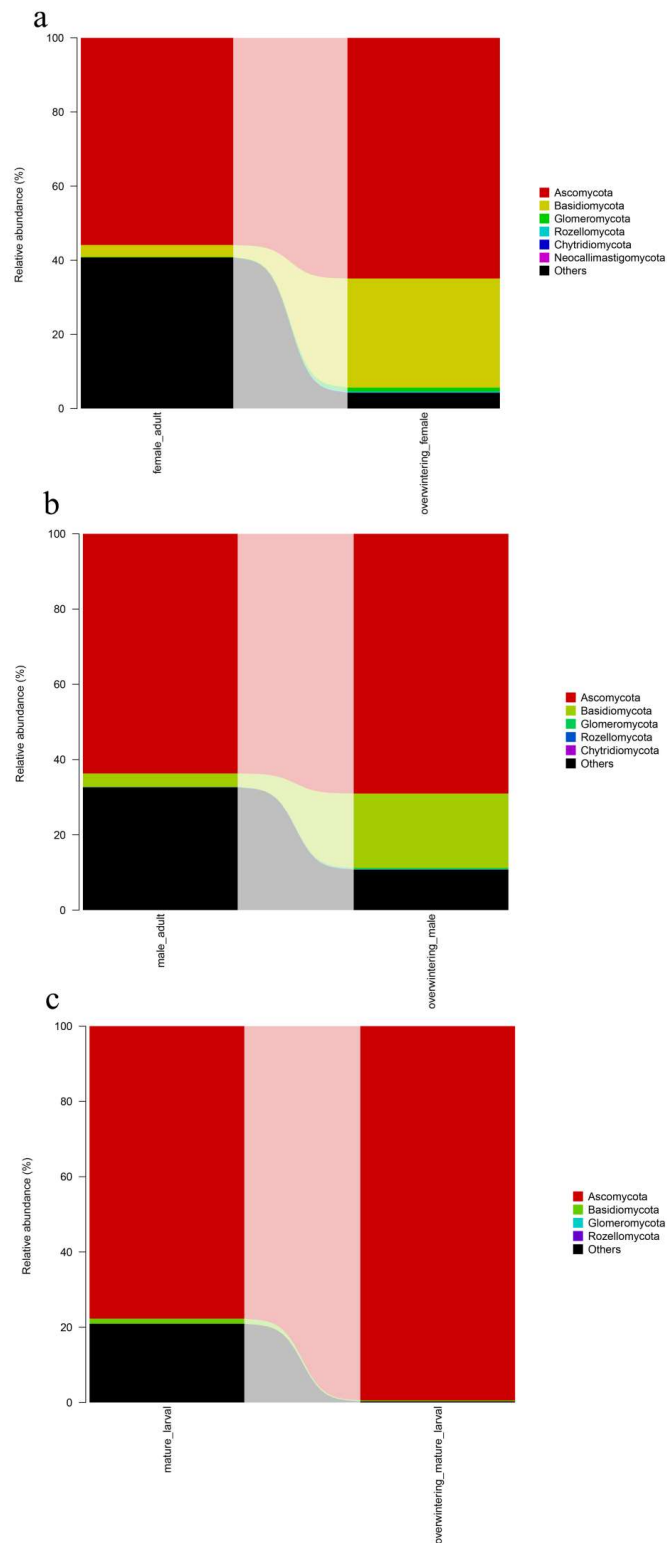 a
100
80
60
40
20
0
Relative abundance (%)
female_adult
overwintering_female
Ascomycota
Basidiomycota
Glomeromycota
Rozellomycota
Chytridiomycota
Neocallimastigomycota
Others
b
100
80
60
40
20
0
Relative abundance (%)
male_adult
overwintering_male
Ascomycota
Basidiomycota
Glomeromycota
Rozellomycota
Chytridiomycota
Others
c
100
80
60
40
20
0
Relative abundance (%)
mature_larval
overwintering_mature_larval
Ascomycota
Basidiomycota
Glomeromycota
Rozellomycota
Others